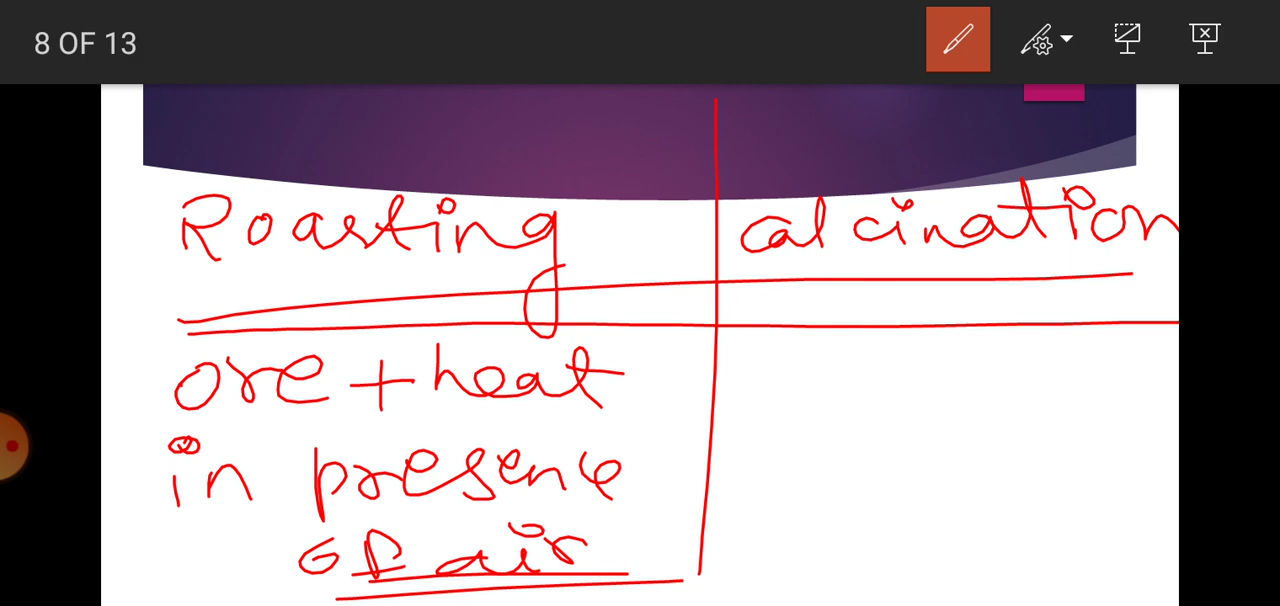 8 OF 13
Roasting calcination
ore + heat
in presence
of air